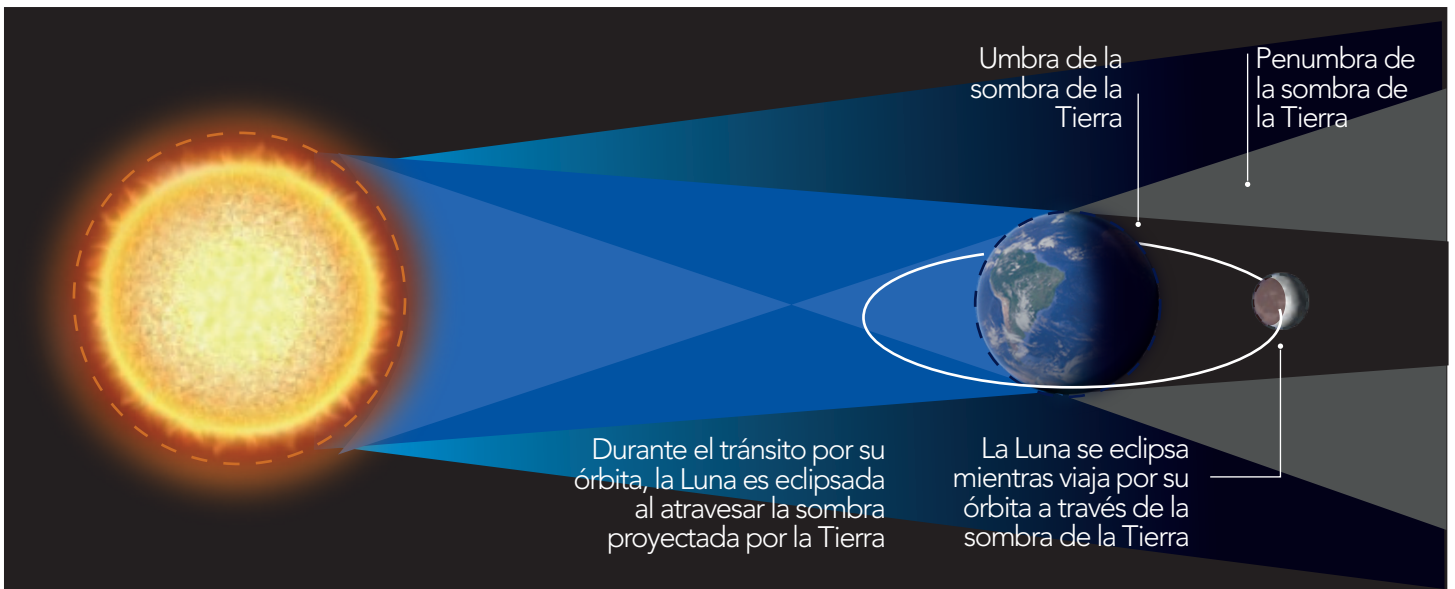 Umbra de la
sombra de la
Tierra
Penumbra de
la sombra de
la Tierra
Durante el tránsito por su
órbita, la Luna es eclipsada
al atravesar la sombra
proyectada por la Tierra
La Luna se eclipsa
mientras viaja por su
órbita a través de la
sombra de la Tierra